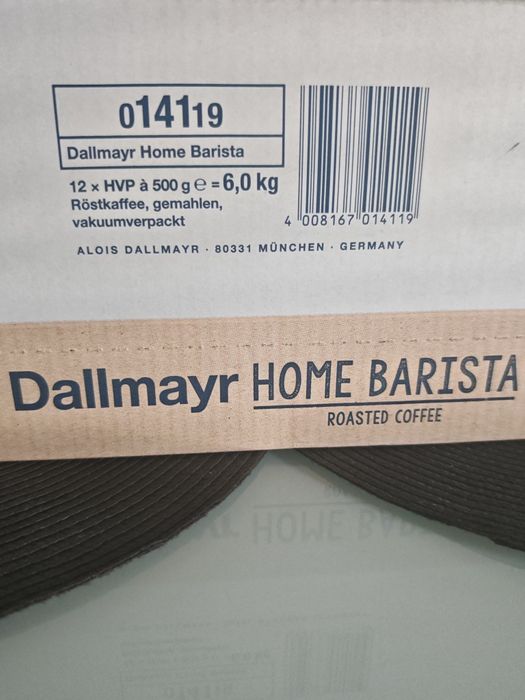 014119
Dallmayr Home Barista
12 x HVP à 500 g ℮ = 6,0 kg
Röstkaffee, gemahlen,
vakuumverpackt
4 008167 014119
ALOIS DALLMAYR · 80331 MÜNCHEN · GERMANY
Dallmayr HOME BARISTA
ROASTED COFFEE